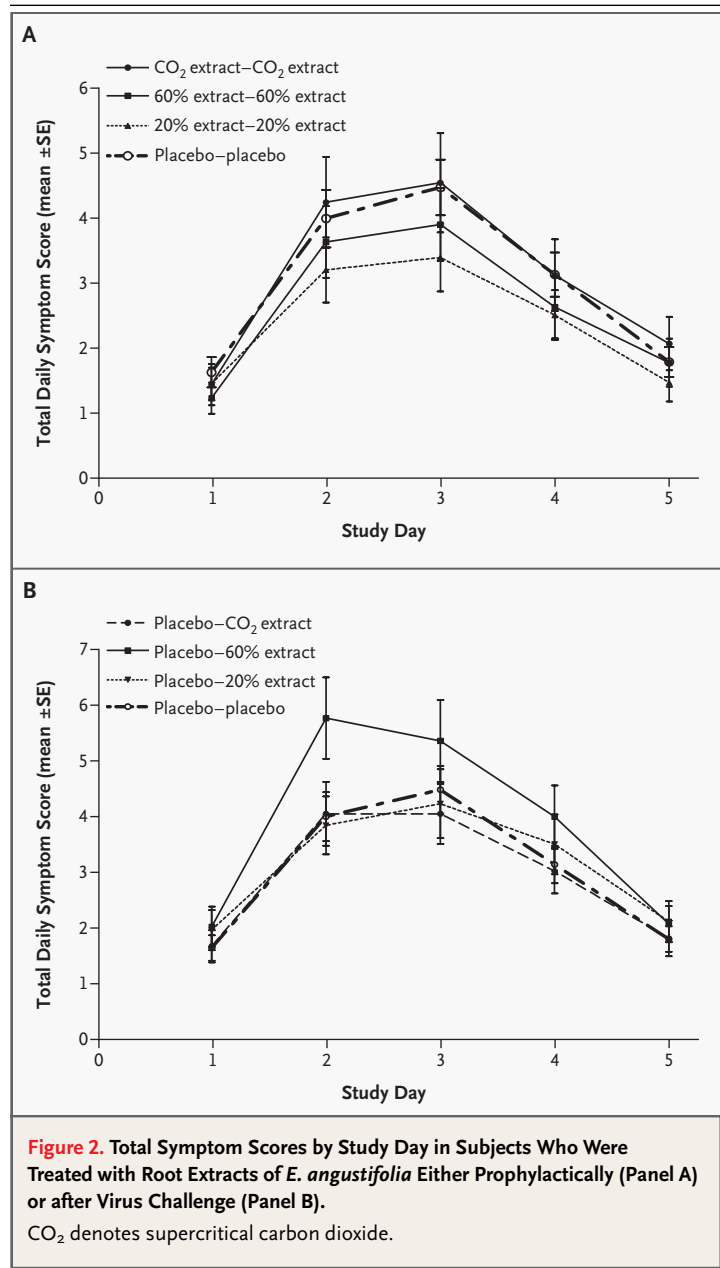 A
CO₂ extract–CO₂ extract
60% extract–60% extract
20% extract–20% extract
Placebo–placebo
Total Daily Symptom Score (mean ±SE)
6
5
4
3
2
1
0
0 1 2 3 4 5
Study Day
B
Placebo–CO₂ extract
Placebo–60% extract
Placebo–20% extract
Placebo–placebo
Total Daily Symptom Score (mean ±SE)
7
6
5
4
3
2
1
0
0 1 2 3 4 5
Study Day
Figure 2. Total Symptom Scores by Study Day in Subjects Who Were
Treated with Root Extracts of E. angustifolia Either Prophylactically (Panel A)
or after Virus Challenge (Panel B).
CO₂ denotes supercritical carbon dioxide.